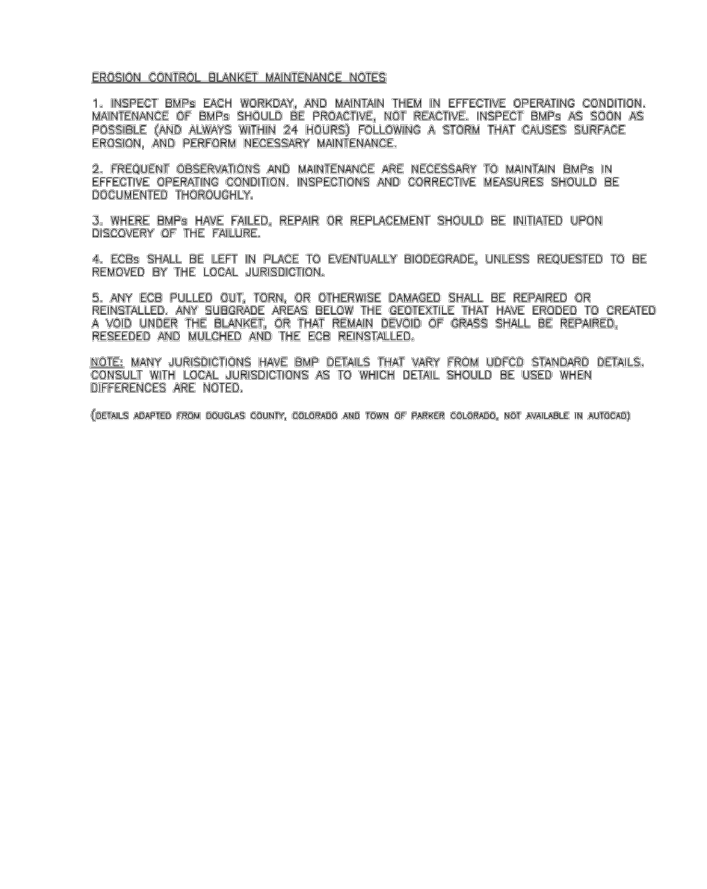 EROSION CONTROL BLANKET MAINTENANCE NOTES
1. INSPECT BMPs EACH WORKDAY, AND MAINTAIN THEM IN EFFECTIVE OPERATING CONDITION.
MAINTENANCE OF BMPs SHOULD BE PROACTIVE, NOT REACTIVE. INSPECT BMPs AS SOON AS
POSSIBLE (AND ALWAYS WITHIN 24 HOURS) FOLLOWING A STORM THAT CAUSES SURFACE
EROSION, AND PERFORM NECESSARY MAINTENANCE.
2. FREQUENT OBSERVATIONS AND MAINTENANCE ARE NECESSARY TO MAINTAIN BMPs IN
EFFECTIVE OPERATING CONDITION. INSPECTIONS AND CORRECTIVE MEASURES SHOULD BE
DOCUMENTED THOROUGHLY.
3. WHERE BMPs HAVE FAILED, REPAIR OR REPLACEMENT SHOULD BE INITIATED UPON
DISCOVERY OF THE FAILURE.
4. ECBs SHALL BE LEFT IN PLACE TO EVENTUALLY BIODEGRADE, UNLESS REQUESTED TO BE
REMOVED BY THE LOCAL JURISDICTION.
5. ANY ECB PULLED OUT, TORN, OR OTHERWISE DAMAGED SHALL BE REPAIRED OR
REINSTALLED. ANY SUBGRADE AREAS BELOW THE GEOTEXTILE THAT HAVE ERODED TO CREATED
A VOID UNDER THE BLANKET, OR THAT REMAIN DEVOID OF GRASS SHALL BE REPAIRED,
RESEEDED AND MULCHED AND THE ECB REINSTALLED.
NOTE: MANY JURISDICTIONS HAVE BMP DETAILS THAT VARY FROM UDFCD STANDARD DETAILS.
CONSULT WITH LOCAL JURISDICTIONS AS TO WHICH DETAIL SHOULD BE USED WHEN
DIFFERENCES ARE NOTED.
(DETAILS ADAPTED FROM DOUGLAS COUNTY, COLORADO AND TOWN OF PARKER COLORADO, NOT AVAILABLE IN AUTOCAD)